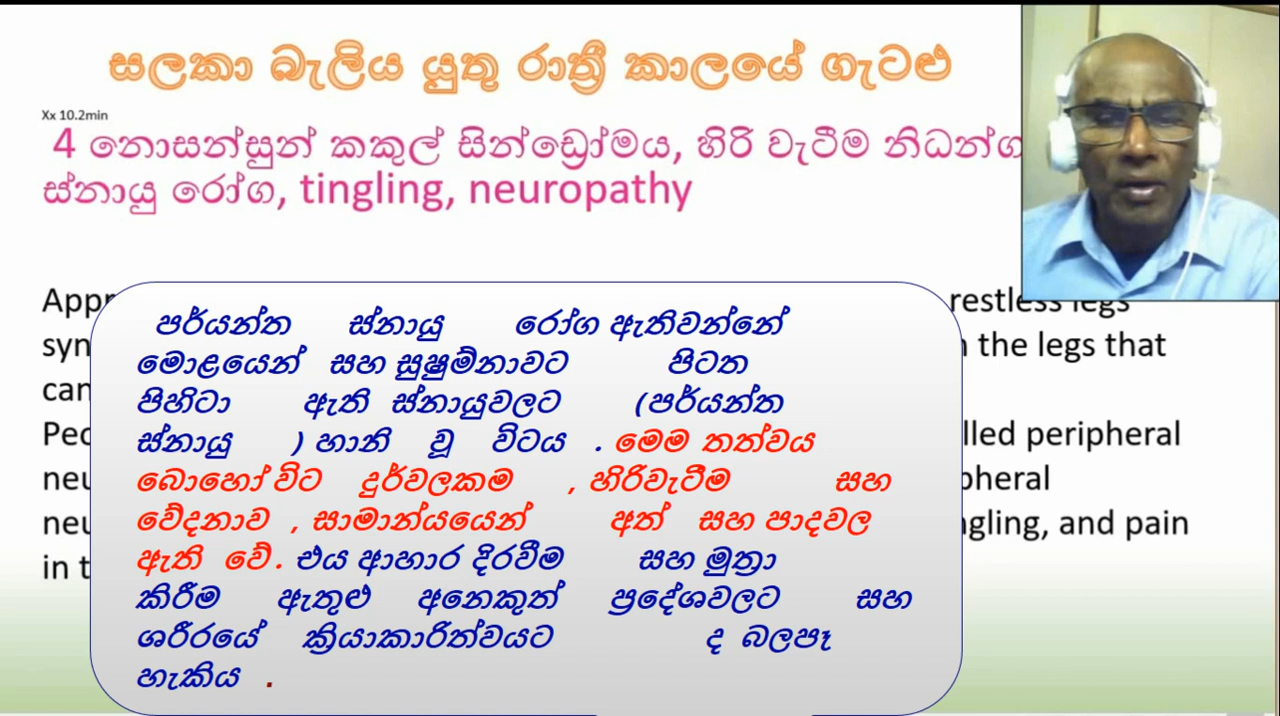 සලකා බැලිය යුතු රාත්‍රී කාලයේ ගැටළු
Xx 10.2min
4 නොසන්සුන් කකුල් සින්ඩ්‍රෝමය, හිරි වැටීම නිධන්ග
ස්නායු රෝග, tingling, neuropathy
restless legs
the legs that
peripheral
and pain
පර්යන්ත ස්නායු රෝග ඇතිවන්නේ
මොළයෙන් සහ සුෂුම්නාවට පිටත
පිහිටා ඇති ස්නායුවලට (පර්යන්ත
ස්නායු ) හානි වූ විටය . මෙම තත්වය
බොහෝ විට දුර්වලකම , හිරිවැටීම සහ
වේදනාව , සාමාන්යයෙන් අත් සහ පාදවල
ඇති වේ. එය ආහාර දිරවීම සහ මුත්‍රා
කිරීම ඇතුළු අනෙකුත් ප්‍රදේශවලට සහ
ශරීරයේ ක්‍රියාකාරිත්වයට ද බලපෑ
හැකිය .